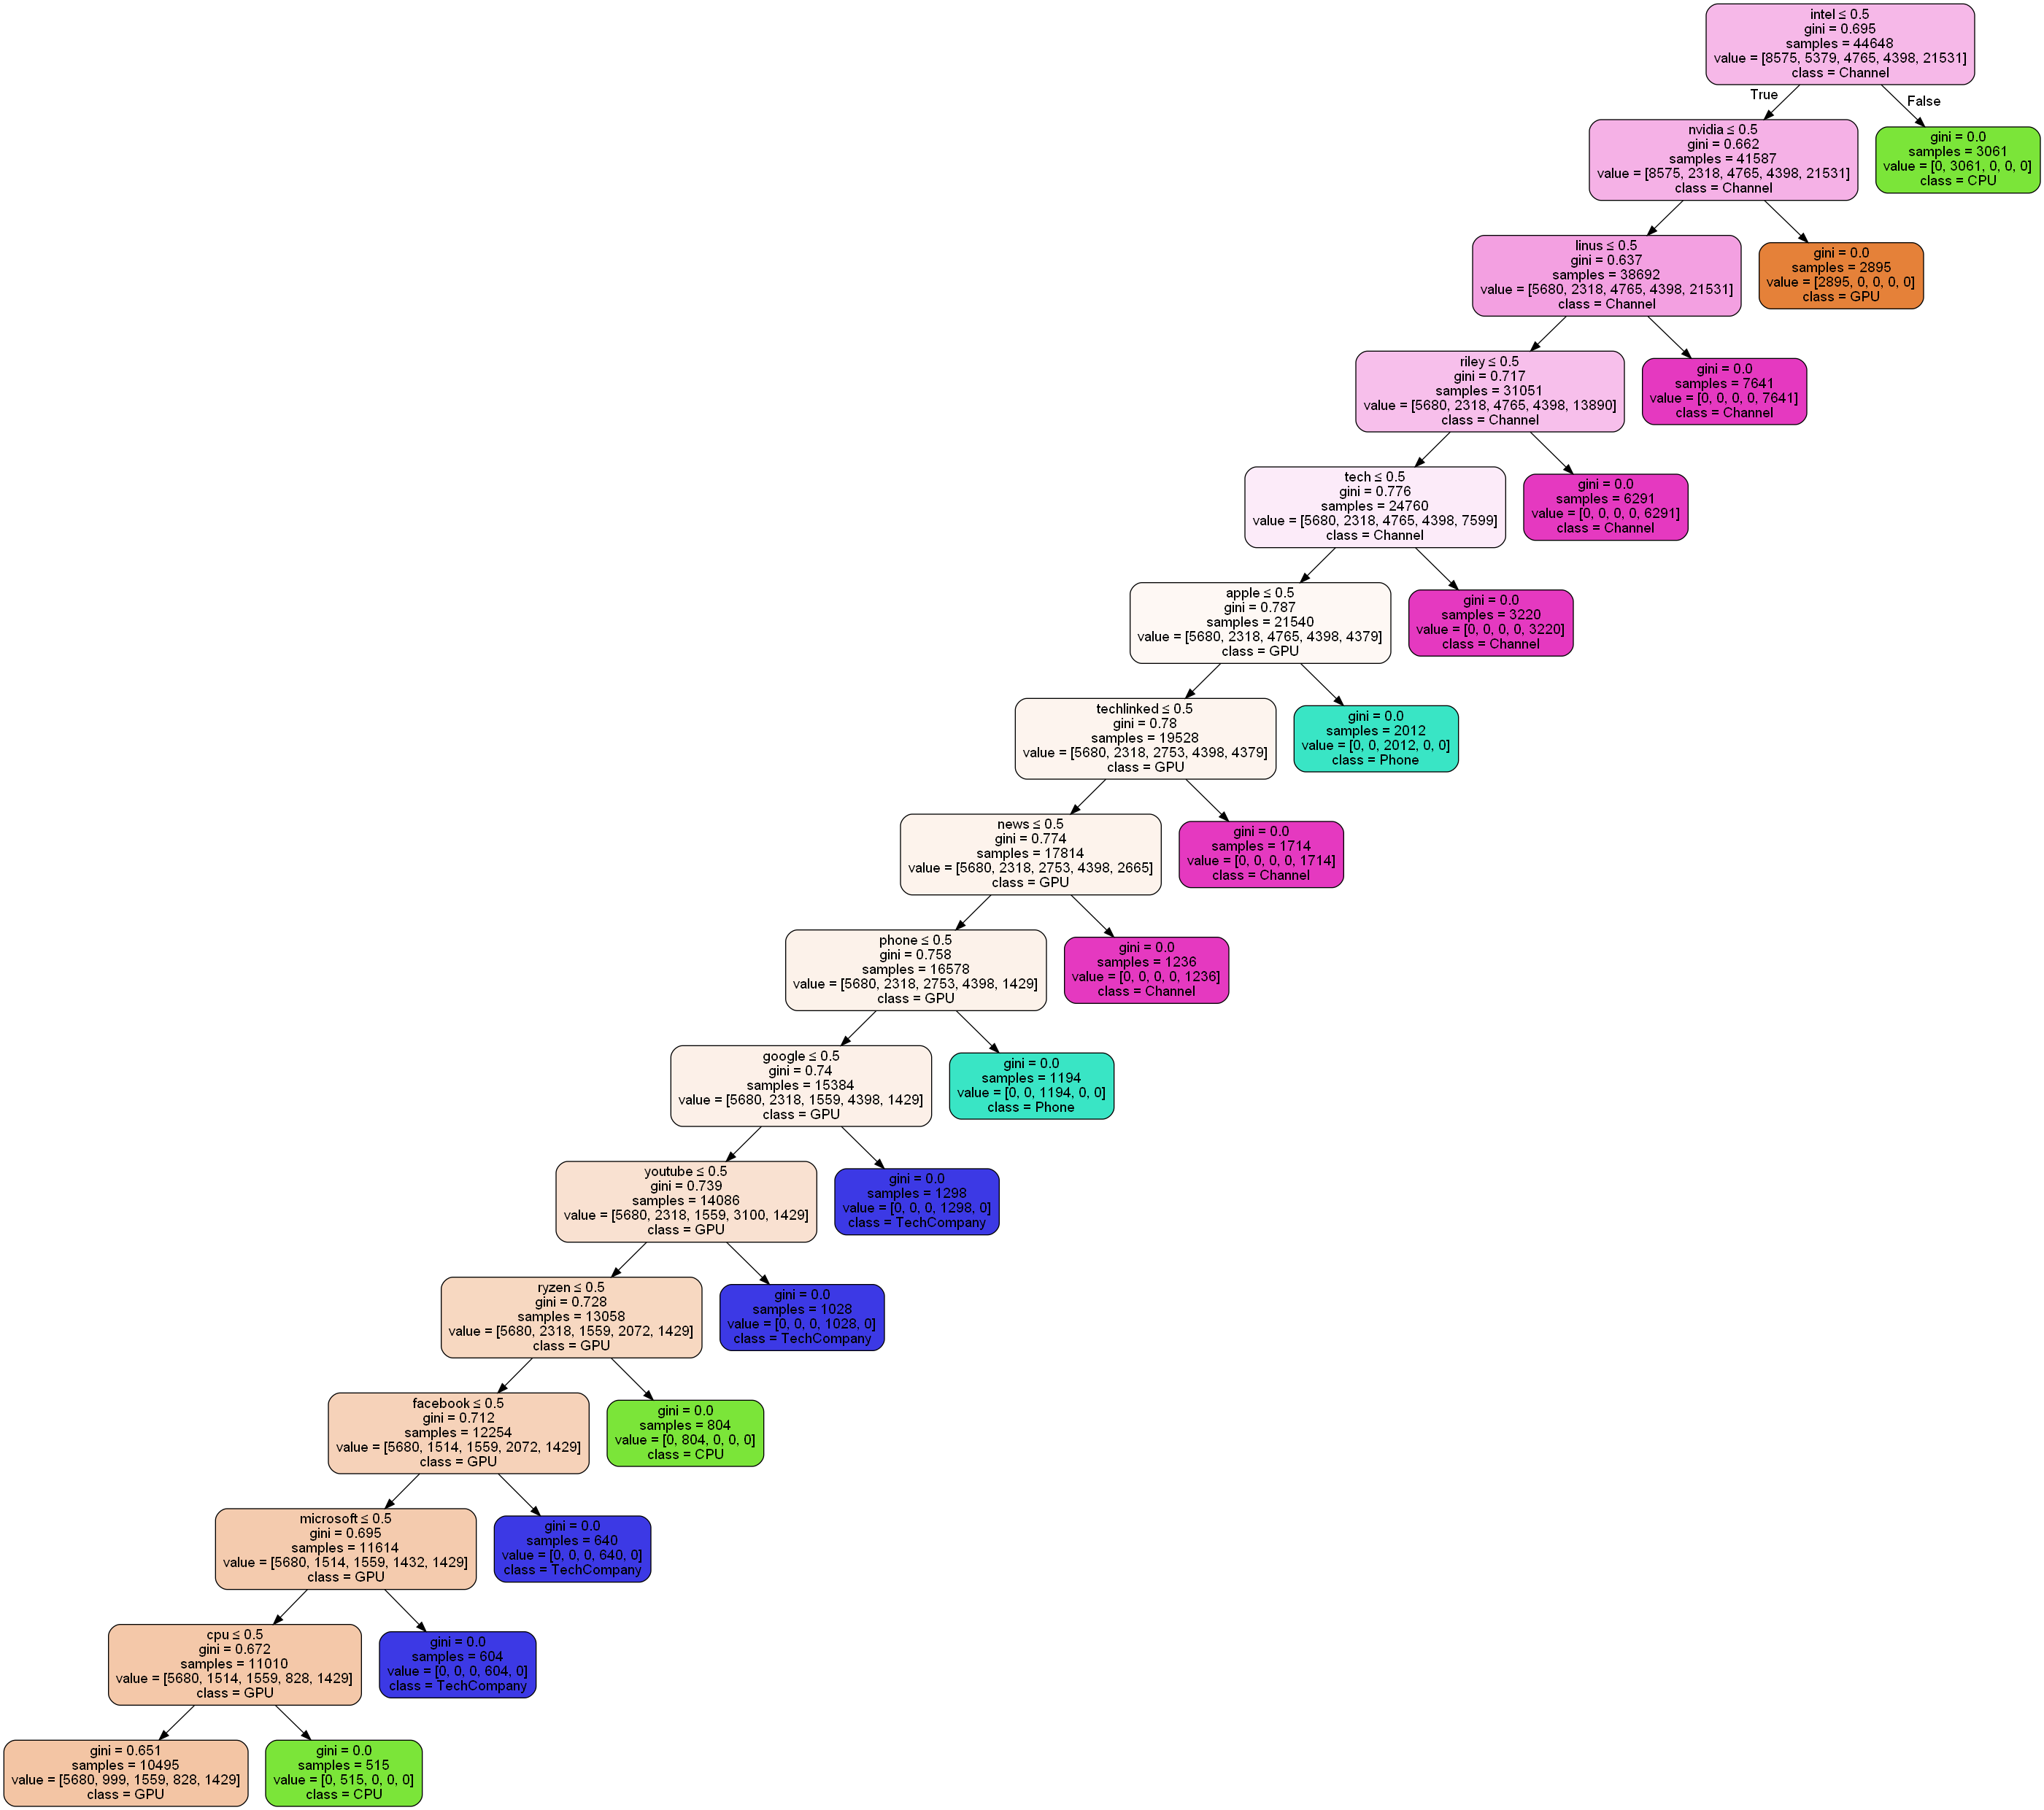 intel ≤ 0.5
gini = 0.695
samples = 44648
value = [8575, 5379, 4765, 4398, 21531]
class = Channel
True
False
nvidia ≤ 0.5
gini = 0.662
samples = 41587
value = [8575, 2318, 4765, 4398, 21531]
class = Channel
gini = 0.0
samples = 3061
value = [0, 3061, 0, 0, 0]
class = CPU
linus ≤ 0.5
gini = 0.637
samples = 38692
value = [5680, 2318, 4765, 4398, 21531]
class = Channel
gini = 0.0
samples = 2895
value = [2895, 0, 0, 0, 0]
class = GPU
riley ≤ 0.5
gini = 0.717
samples = 31051
value = [5680, 2318, 4765, 4398, 13890]
class = Channel
gini = 0.0
samples = 7641
value = [0, 0, 0, 0, 7641]
class = Channel
tech ≤ 0.5
gini = 0.776
samples = 24760
value = [5680, 2318, 4765, 4398, 7599]
class = Channel
gini = 0.0
samples = 6291
value = [0, 0, 0, 0, 6291]
class = Channel
apple ≤ 0.5
gini = 0.787
samples = 21540
value = [5680, 2318, 4765, 4398, 4379]
class = GPU
gini = 0.0
samples = 3220
value = [0, 0, 0, 0, 3220]
class = Channel
techlinked ≤ 0.5
gini = 0.78
samples = 19528
value = [5680, 2318, 2753, 4398, 4379]
class = GPU
gini = 0.0
samples = 2012
value = [0, 0, 2012, 0, 0]
class = Phone
news ≤ 0.5
gini = 0.774
samples = 17814
value = [5680, 2318, 2753, 4398, 2665]
class = GPU
gini = 0.0
samples = 1714
value = [0, 0, 0, 0, 1714]
class = Channel
phone ≤ 0.5
gini = 0.758
samples = 16578
value = [5680, 2318, 2753, 4398, 1429]
class = GPU
gini = 0.0
samples = 1236
value = [0, 0, 0, 0, 1236]
class = Channel
google ≤ 0.5
gini = 0.74
samples = 15384
value = [5680, 2318, 1559, 4398, 1429]
class = GPU
gini = 0.0
samples = 1194
value = [0, 0, 1194, 0, 0]
class = Phone
youtube ≤ 0.5
gini = 0.739
samples = 14086
value = [5680, 2318, 1559, 3100, 1429]
class = GPU
gini = 0.0
samples = 1298
value = [0, 0, 0, 1298, 0]
class = TechCompany
ryzen ≤ 0.5
gini = 0.728
samples = 13058
value = [5680, 2318, 1559, 2072, 1429]
class = GPU
gini = 0.0
samples = 1028
value = [0, 0, 0, 1028, 0]
class = TechCompany
facebook ≤ 0.5
gini = 0.712
samples = 12254
value = [5680, 1514, 1559, 2072, 1429]
class = GPU
gini = 0.0
samples = 804
value = [0, 804, 0, 0, 0]
class = CPU
microsoft ≤ 0.5
gini = 0.695
samples = 11614
value = [5680, 1514, 1559, 1432, 1429]
class = GPU
gini = 0.0
samples = 640
value = [0, 0, 0, 640, 0]
class = TechCompany
cpu ≤ 0.5
gini = 0.672
samples = 11010
value = [5680, 1514, 1559, 828, 1429]
class = GPU
gini = 0.0
samples = 604
value = [0, 0, 0, 604, 0]
class = TechCompany
gini = 0.651
samples = 10495
value = [5680, 999, 1559, 828, 1429]
class = GPU
gini = 0.0
samples = 515
value = [0, 515, 0, 0, 0]
class = CPU